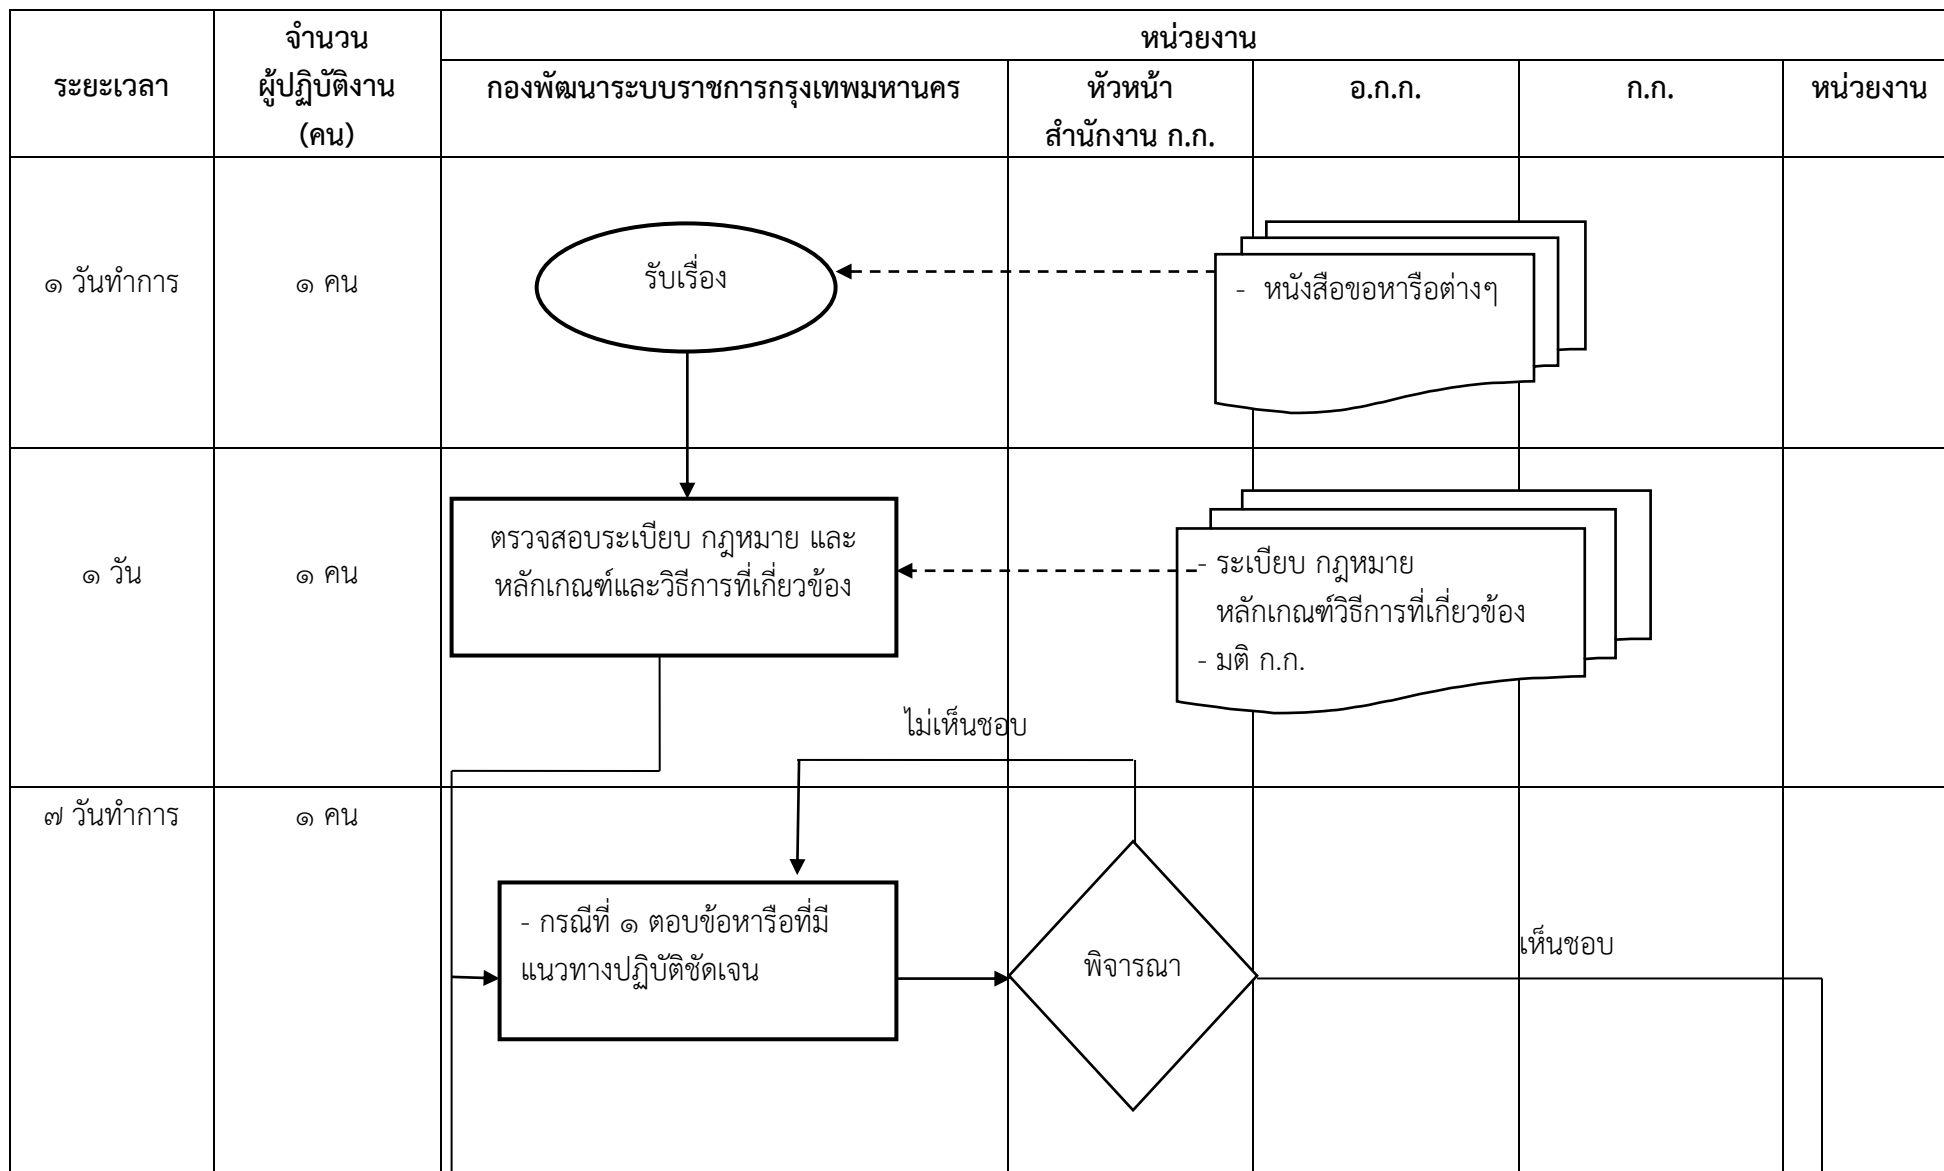 ระยะเวลา
จำนวน
ผู้ปฏิบัติงาน
(คน)
หน่วยงาน
กองพัฒนาระบบราชการกรุงเทพมหานคร
หัวหน้า
สำนักงาน ก.ก.
อ.ก.ก.
ก.ก.
หน่วยงาน
๑ วันทำการ
๑ คน
รับเรื่อง
- หนังสือขอหารือต่างๆ
๑ วัน
๑ คน
ตรวจสอบระเบียบ กฎหมาย และ
หลักเกณฑ์และวิธีการที่เกี่ยวข้อง
- ระเบียบ กฎหมาย
หลักเกณฑ์วิธีการที่เกี่ยวข้อง
- มติ ก.ก.
ไม่เห็นชอบ
๗ วันทำการ
๑ คน
- กรณีที่ ๑ ตอบข้อหารือที่มี
แนวทางปฏิบัติชัดเจน
พิจารณา
เห็นชอบ